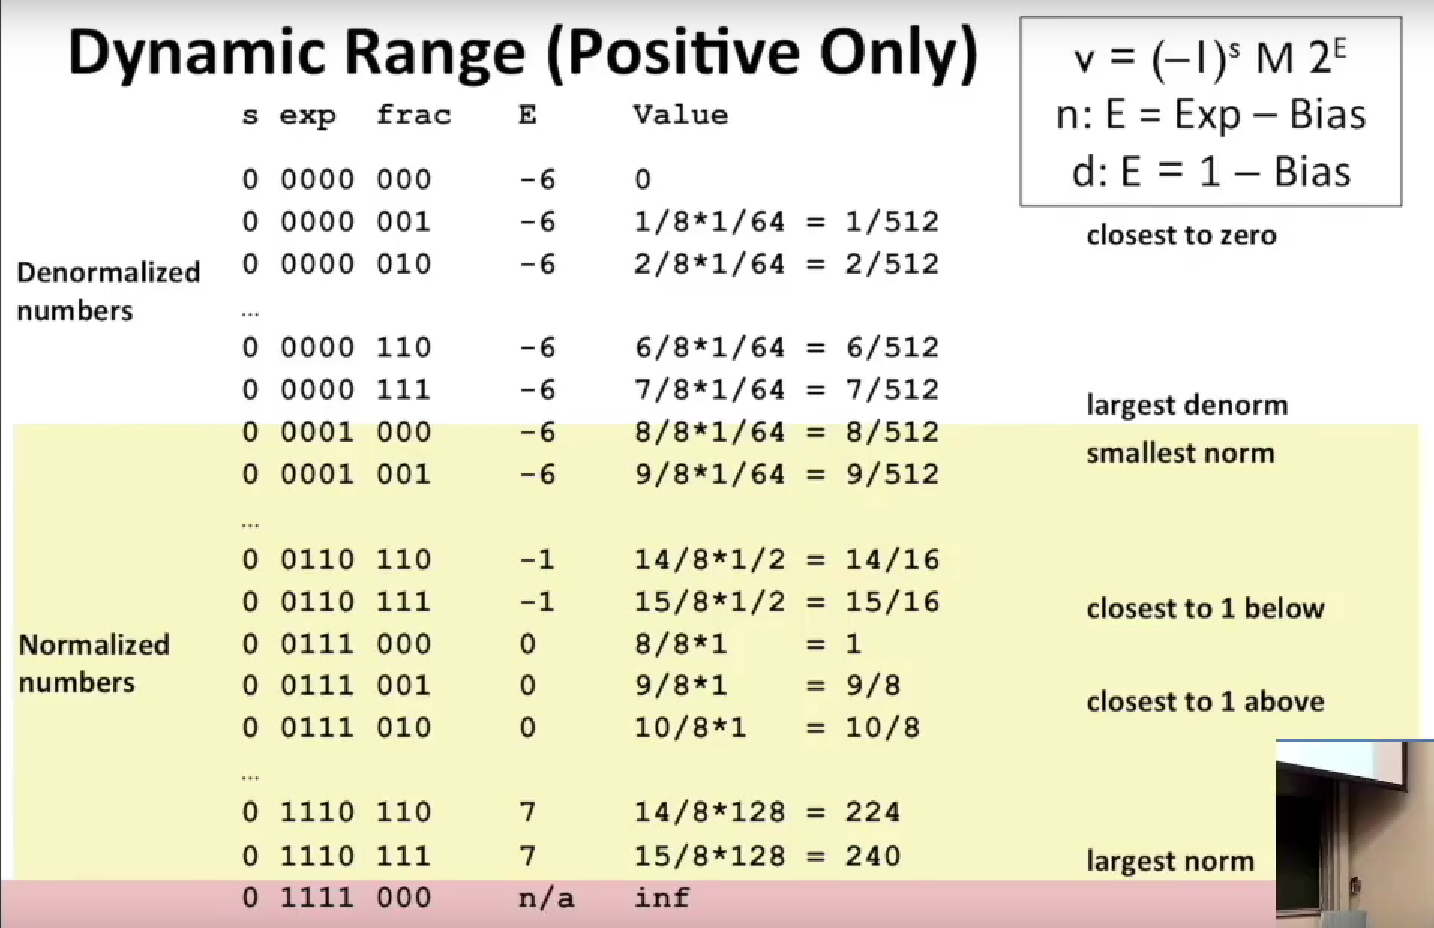 Dynamic Range (Positive Only)
v = (–1)ˢ M 2ᴱ
n: E = Exp – Bias
d: E = 1 – Bias
s exp frac E Value
0 0000 000 -6 0
0 0000 001 -6 1/8*1/64 = 1/512 closest to zero
0 0000 010 -6 2/8*1/64 = 2/512
Denormalized
numbers
...
0 0000 110 -6 6/8*1/64 = 6/512
0 0000 111 -6 7/8*1/64 = 7/512 largest denorm
0 0001 000 -6 8/8*1/64 = 8/512 smallest norm
0 0001 001 -6 9/8*1/64 = 9/512
...
0 0110 110 -1 14/8*1/2 = 14/16
0 0110 111 -1 15/8*1/2 = 15/16 closest to 1 below
Normalized
numbers
0 0111 000 0 8/8*1 = 1
0 0111 001 0 9/8*1 = 9/8 closest to 1 above
0 0111 010 0 10/8*1 = 10/8
...
0 1110 110 7 14/8*128 = 224
0 1110 111 7 15/8*128 = 240 largest norm
0 1111 000 n/a inf